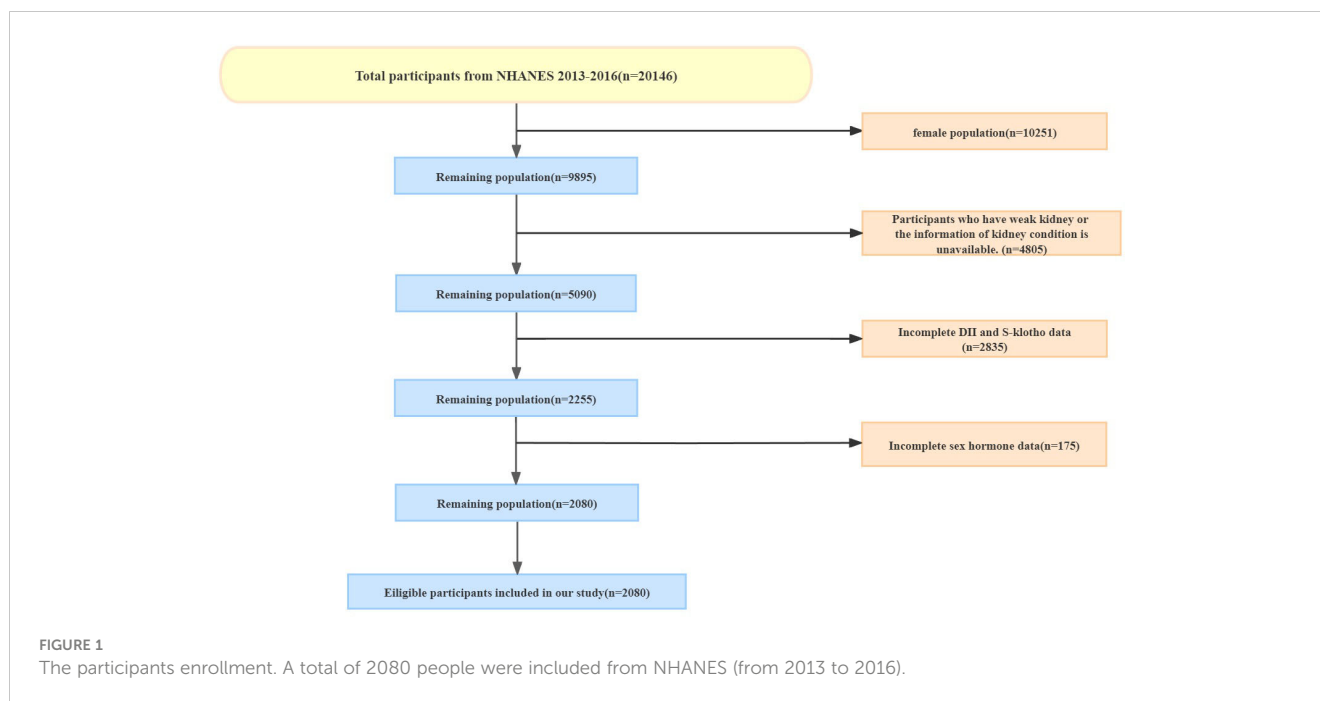 Total participants from NHANES 2013-2016(n=20146)
female population(n=10251)
Remaining population(n=9895)
Participants who have weak kidney or
the information of kidney condition is
unavailable. (n=4805)
Remaining population(n=5090)
Incomplete DII and S-klotho data
(n=2835)
Remaining population(n=2255)
Incomplete sex hormone data(n=175)
Remaining population(n=2080)
Eiligible participants included in our study(n=2080)
FIGURE 1
The participants enrollment. A total of 2080 people were included from NHANES (from 2013 to 2016).